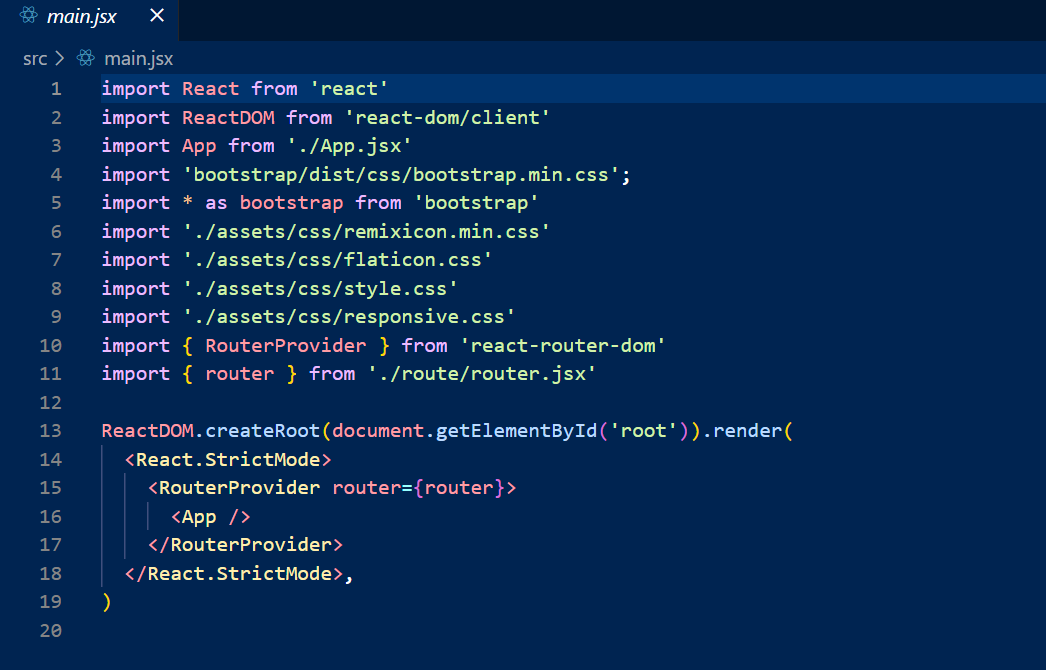 main.jsx
src > main.jsx
1 import React from 'react'
2 import ReactDOM from 'react-dom/client'
3 import App from './App.jsx'
4 import 'bootstrap/dist/css/bootstrap.min.css';
5 import * as bootstrap from 'bootstrap'
6 import './assets/css/remixicon.min.css'
7 import './assets/css/flaticon.css'
8 import './assets/css/style.css'
9 import './assets/css/responsive.css'
10 import { RouterProvider } from 'react-router-dom'
11 import { router } from './route/router.jsx'
12
13 ReactDOM.createRoot(document.getElementById('root')).render(
14   <React.StrictMode>
15     <RouterProvider router={router}>
16       <App />
17     </RouterProvider>
18   </React.StrictMode>,
19 )
20